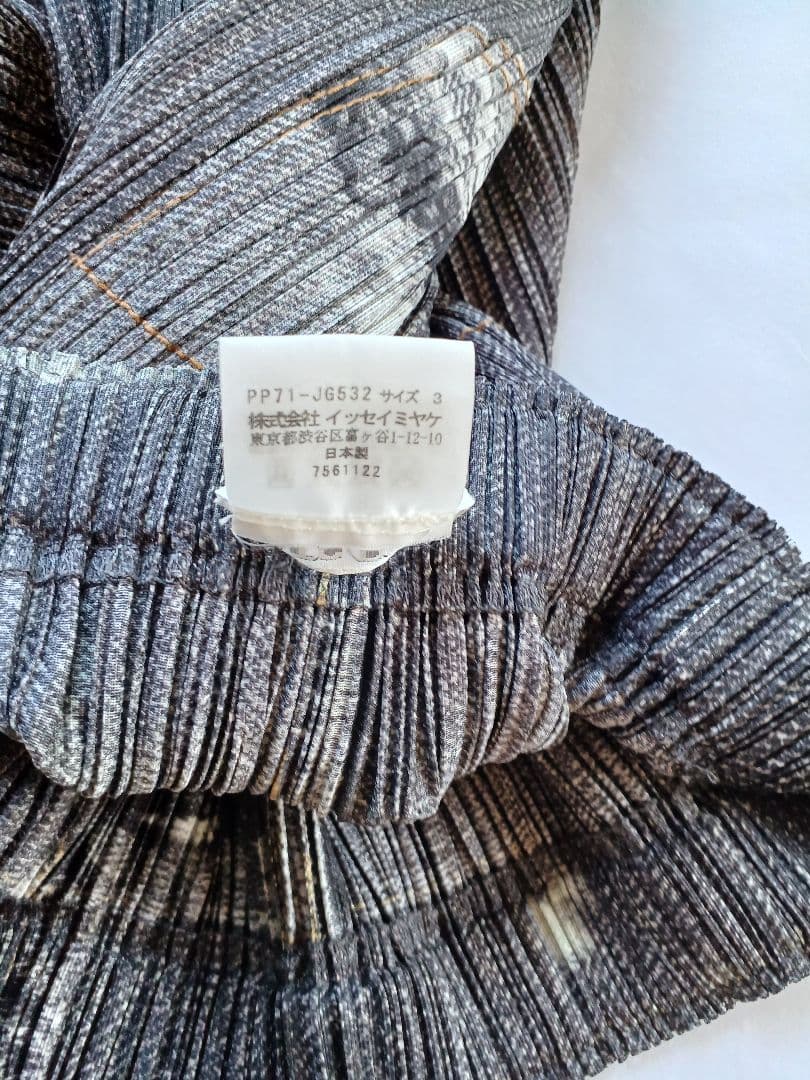 PP71-JG532 サイズ 3
株式会社 イッセイミヤケ
東京都渋谷区富ヶ谷1-12-10
日本製
7561122